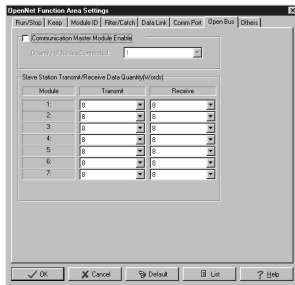 OpenNet Function Area Settings
Run/Stop Keep Module ID Filter/Catch Data Link Comm Port Open Bus Others
Communication Master Module Enable
Quantity of Nodes Connected: 1
Slave Station Transmit/Receive Data Quantity(Words)
Module Transmit Receive
1: 8 8
2: 8 8
3: 8 8
4: 8 8
5: 8 8
6: 8 8
7: 8 8
OK Cancel Default List Help